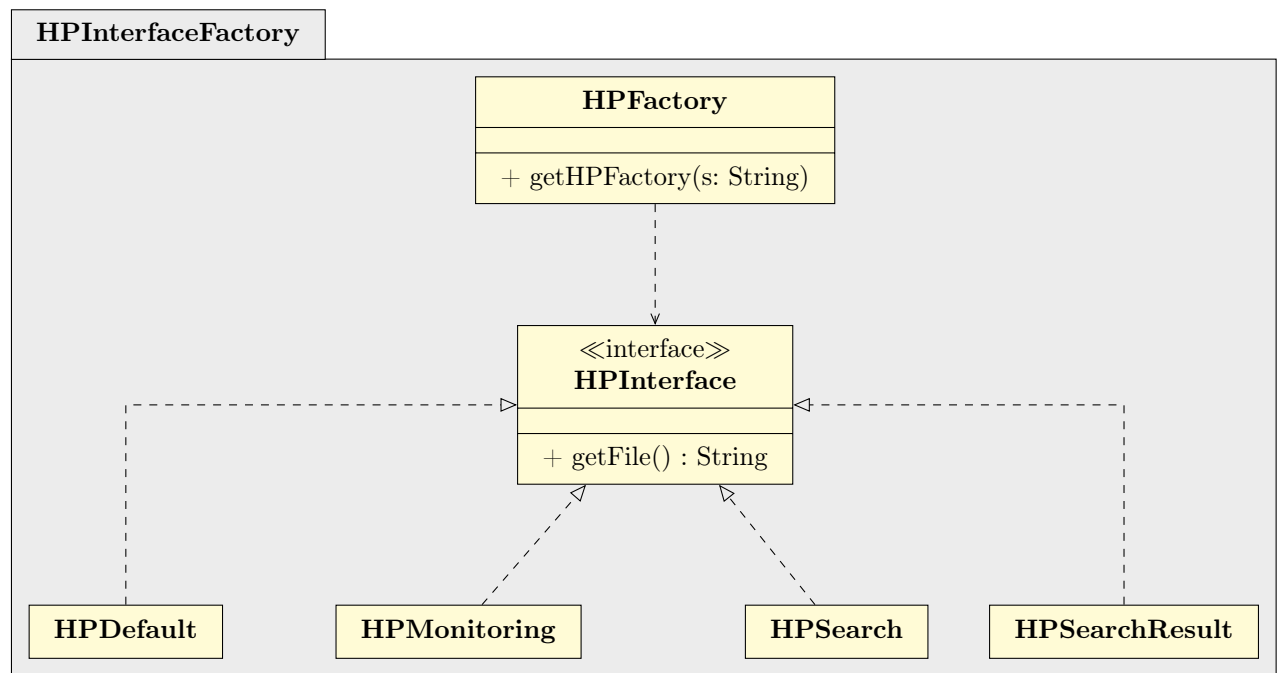 HPInterfaceFactory
HPFactory
+ getHPFactory(s: String)
≪interface≫
HPInterface
+ getFile() : String
HPDefault
HPMonitoring
HPSearch
HPSearchResult